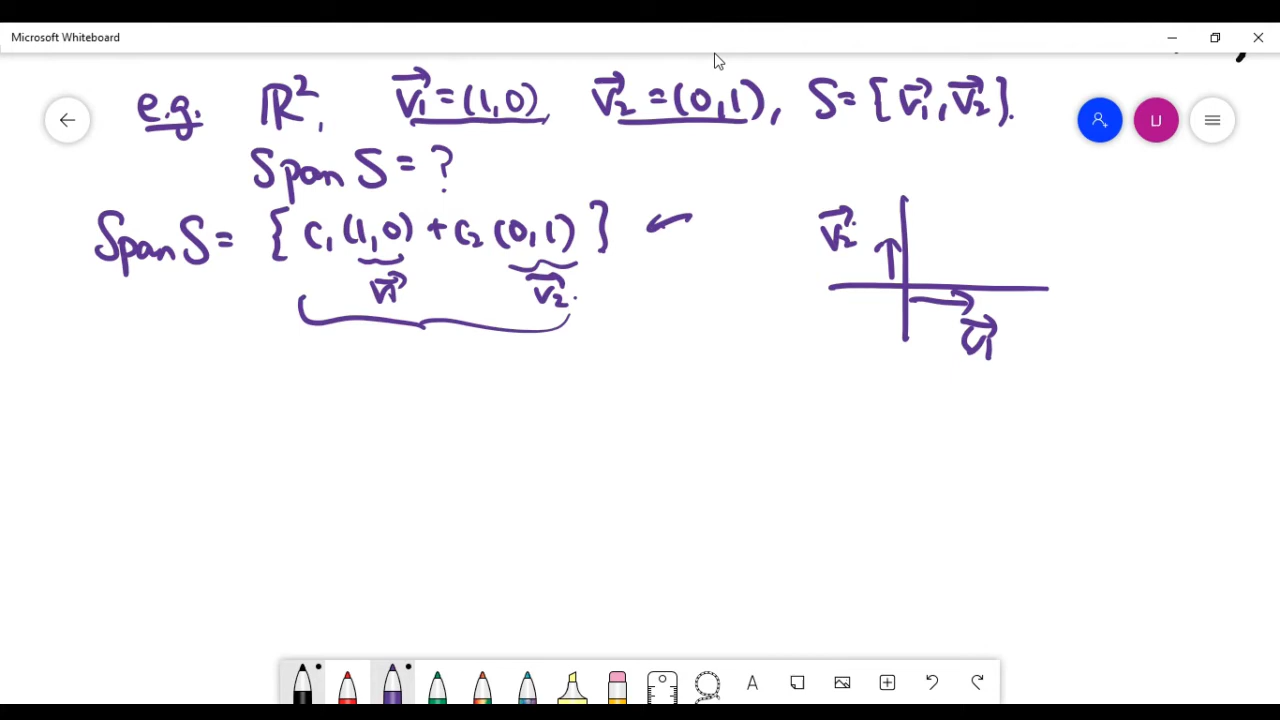 Microsoft Whiteboard
e.g. ℝ², v⃗1 = (1,0) v⃗2 = (0,1), S = {v⃗1, v⃗2}.
Span S = ?
Span S = { c1 (1,0) + c2 (0,1) }
v⃗1 v⃗2
v⃗2
v⃗1
U
A